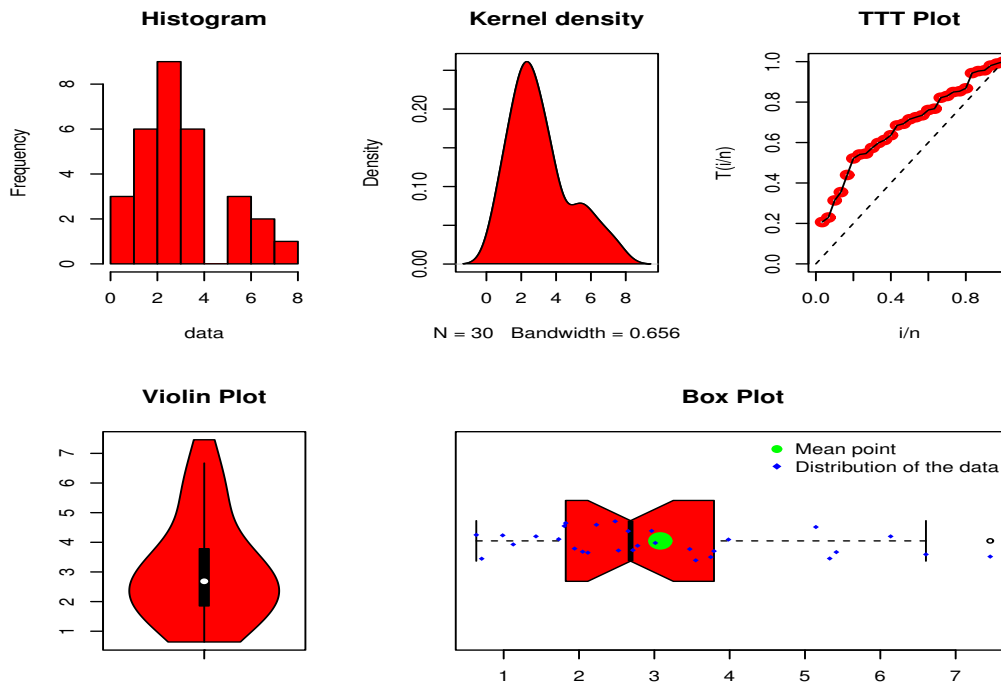 Histogram
Frequency
0 2 4 6 8
0 2 4 6 8
data
Kernel density
Density
0.00 0.10 0.20
0 2 4 6 8
N = 30 Bandwidth = 0.656
TTT Plot
T(i/n)
0.0 0.2 0.4 0.6 0.8 1.0
0.0 0.4 0.8
i/n
Violin Plot
1 2 3 4 5 6 7
Box Plot
Mean point
Distribution of the data
1 2 3 4 5 6 7